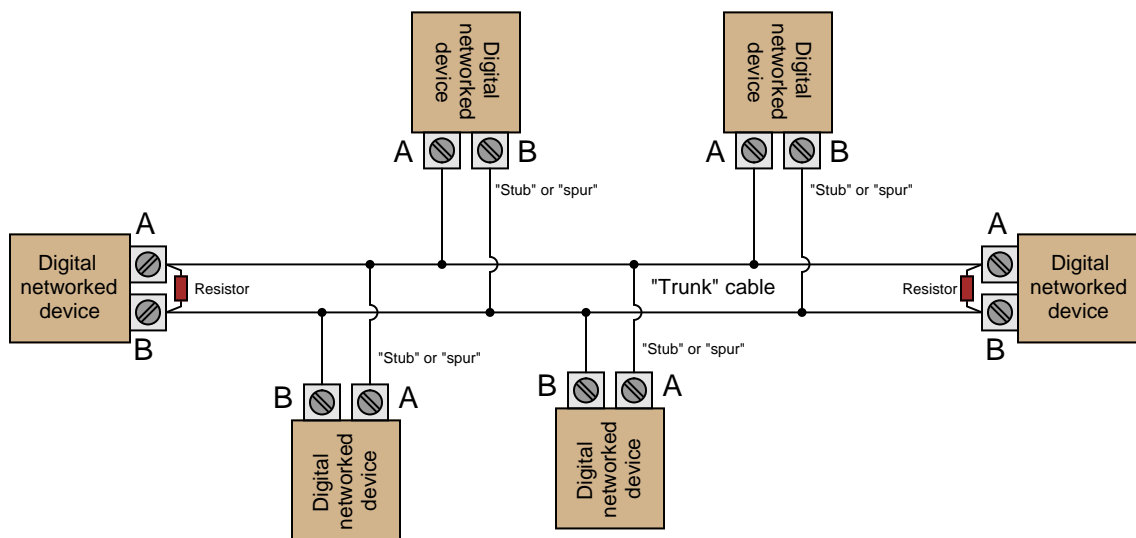 Digital
networked
device
A
B
"Stub" or "spur"
Digital
networked
device
A
B
"Stub" or "spur"
A
Digital
networked
device
B
Resistor
"Trunk" cable
Resistor
A
Digital
networked
device
B
"Stub" or "spur"
B
A
Digital
networked
device
"Stub" or "spur"
B
A
Digital
networked
device